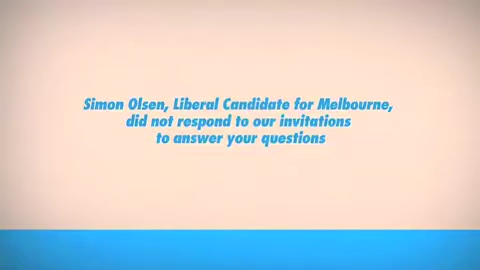 Simon Olsen, Liberal Candidate for Melbourne,
did not respond to our invitations
to answer your questions